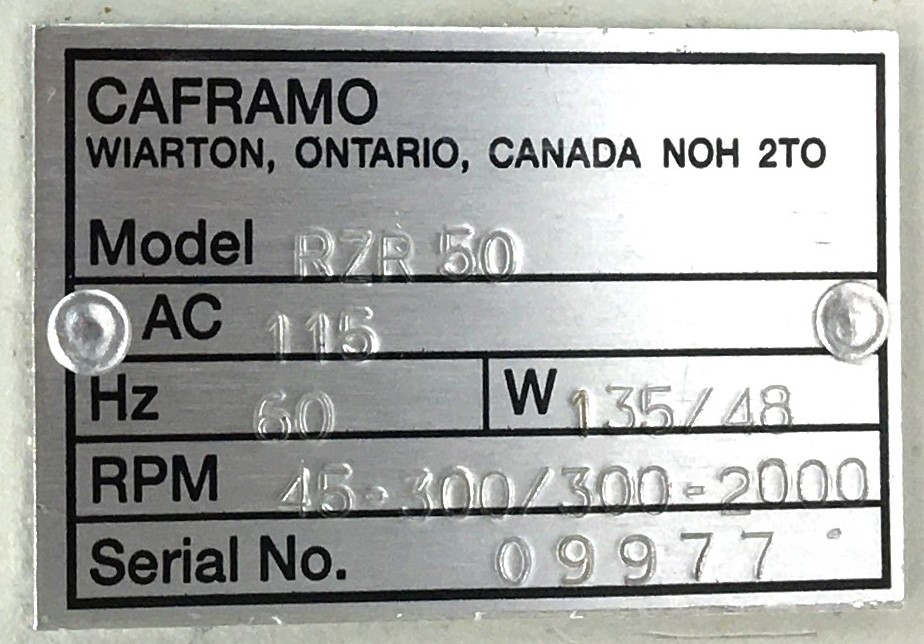 CAFRAMO
WIARTON, ONTARIO, CANADA NOH 2TO
Model RZR 50
AC 115
Hz 60 W 135/48
RPM 45-300/300-2000
Serial No. 09977